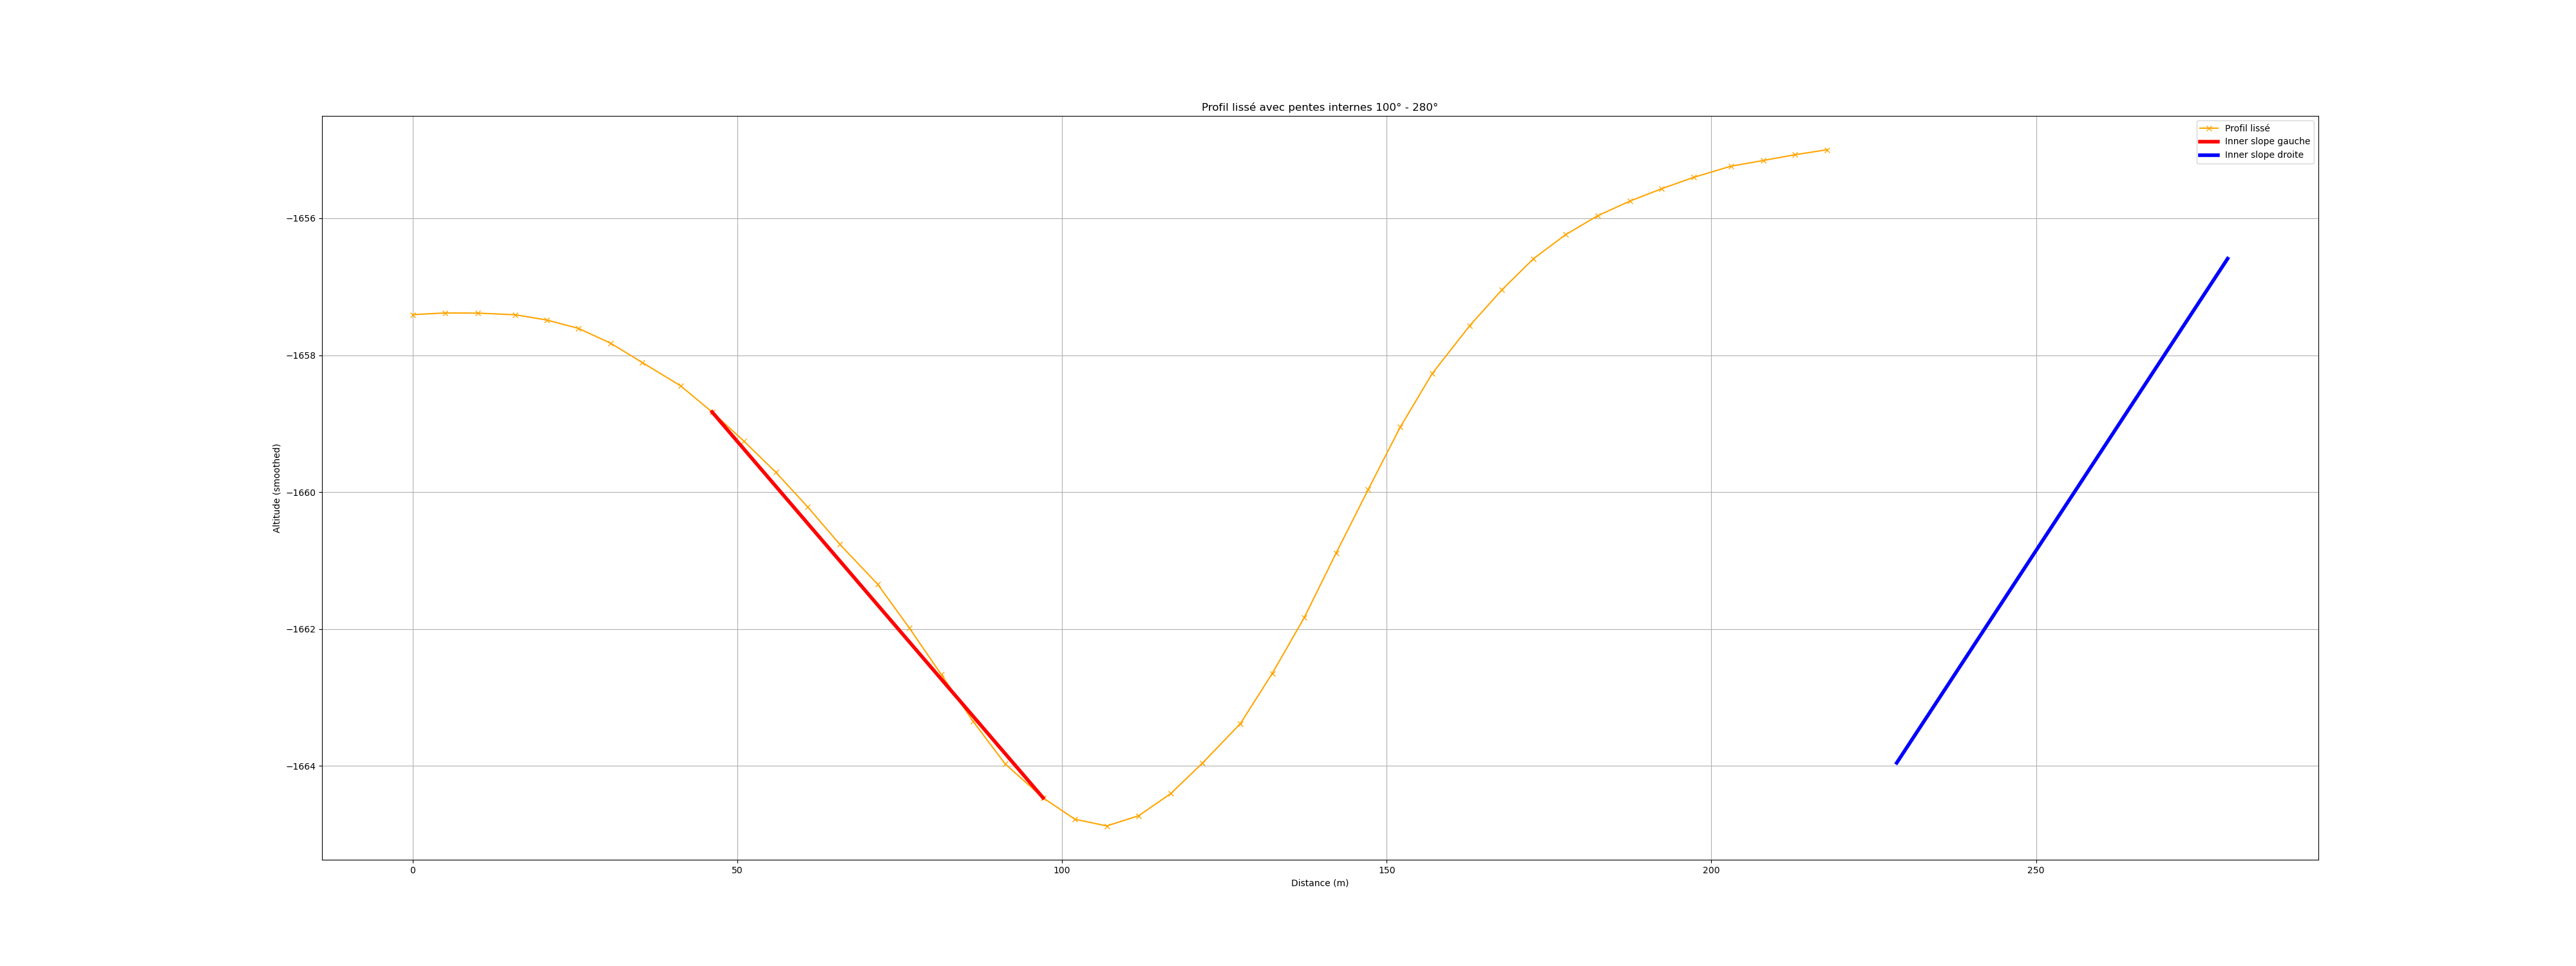 Profil lissé avec pentes internes 100° - 280°
Profil lissé
Inner slope gauche
Inner slope droite
Altitude (smoothed)
−1656
−1658
−1660
−1662
−1664
0
50
100
150
200
250
Distance (m)